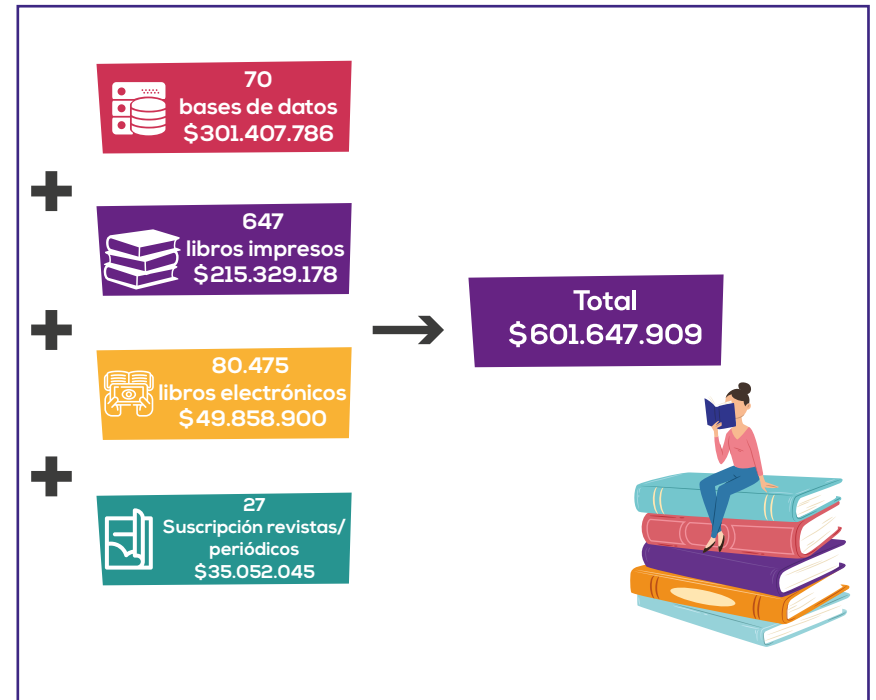 70
bases de datos
$301.407.786
647
libros impresos
$215.329.178
80.475
libros electrónicos
$49.858.900
27
Suscripción revistas/
periódicos
$35.052.045
Total
$601.647.909